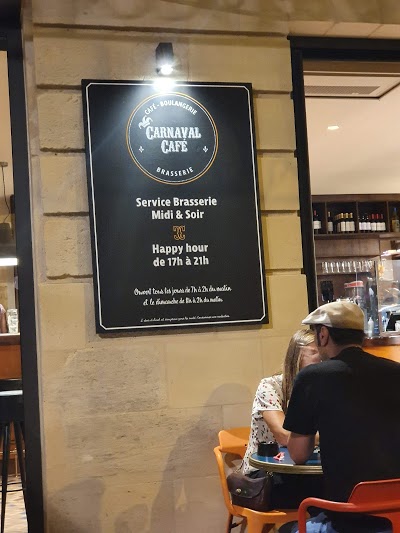 CAFÉ - BOULANGERIE
CARNAVAL
CAFÉ
BRASSERIE
Service Brasserie
Midi & Soir
Happy hour
de 17h à 21h
Ouvert tous les jours de 7h à 2h du matin
et le dimanche de 8h à 2h du matin